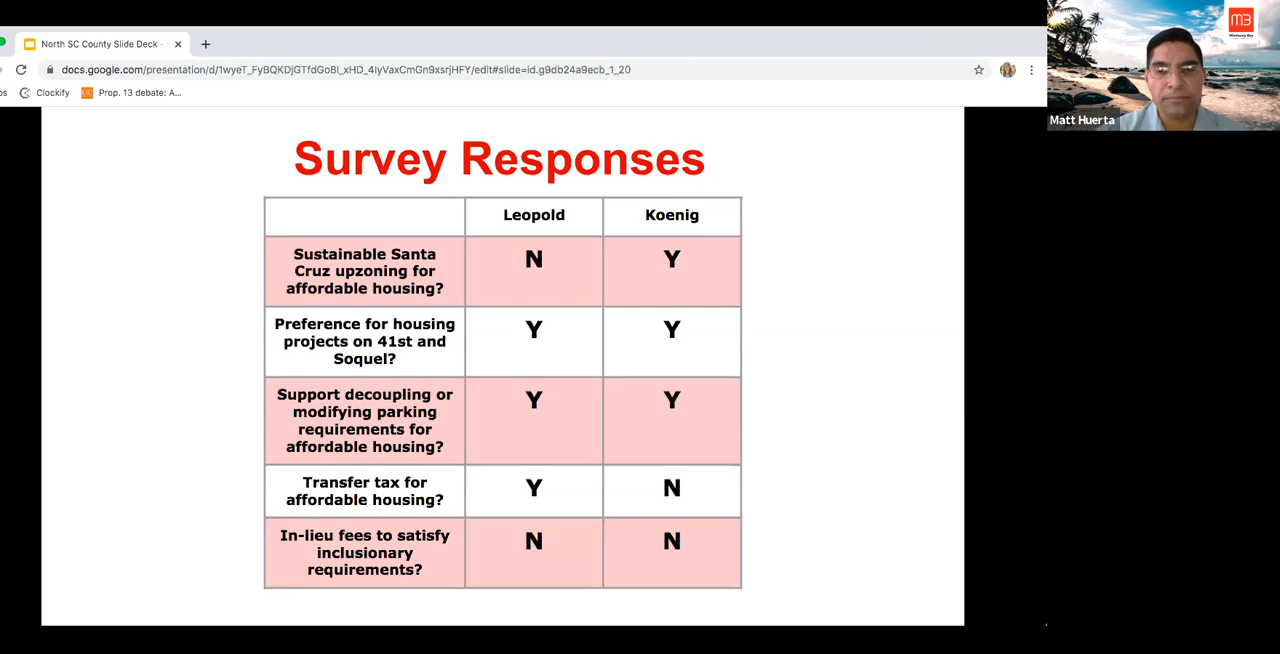 North SC County Slide Deck -
docs.google.com/presentation/d/1wyeT_FyBQKDjGTfdGo8l_xHD_4IyVaxCmGn9xsrjHFY/edit#slide=id.g9db24a9ecb_1_20
os
Clockify
Prop. 13 debate: A...
Matt Huerta
Survey Responses
Leopold
Koenig
Sustainable Santa
Cruz upzoning for
affordable housing?
N
Y
Preference for housing
projects on 41st and
Soquel?
Y
Y
Support decoupling or
modifying parking
requirements for
affordable housing?
Y
Y
Transfer tax for
affordable housing?
Y
N
In-lieu fees to satisfy
inclusionary
requirements?
N
N